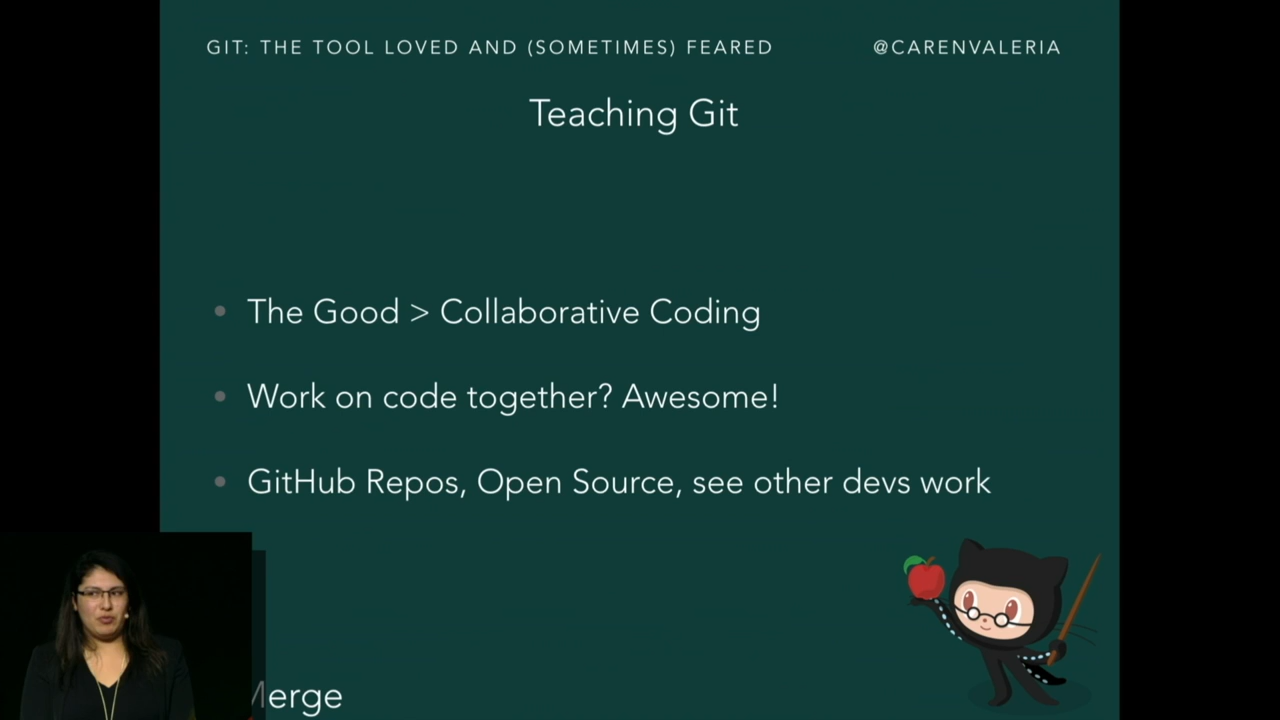 GIT: THE TOOL LOVED AND (SOMETIMES) FEARED @CARENVALERIA
Teaching Git
• The Good > Collaborative Coding
• Work on code together? Awesome!
• GitHub Repos, Open Source, see other devs work
Merge